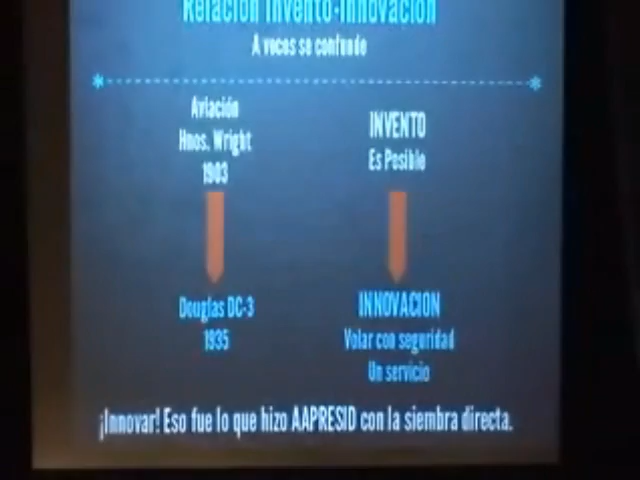 Relación Invento-Innovación
A veces se confunde
Aviación
Hnos. Wright
1903
INVENTO
Es Posible
Douglas DC-3
1935
INNOVACION
Volar con seguridad
Un servicio
¡Innovar! Eso fue lo que hizo AAPRESID con la siembra directa.